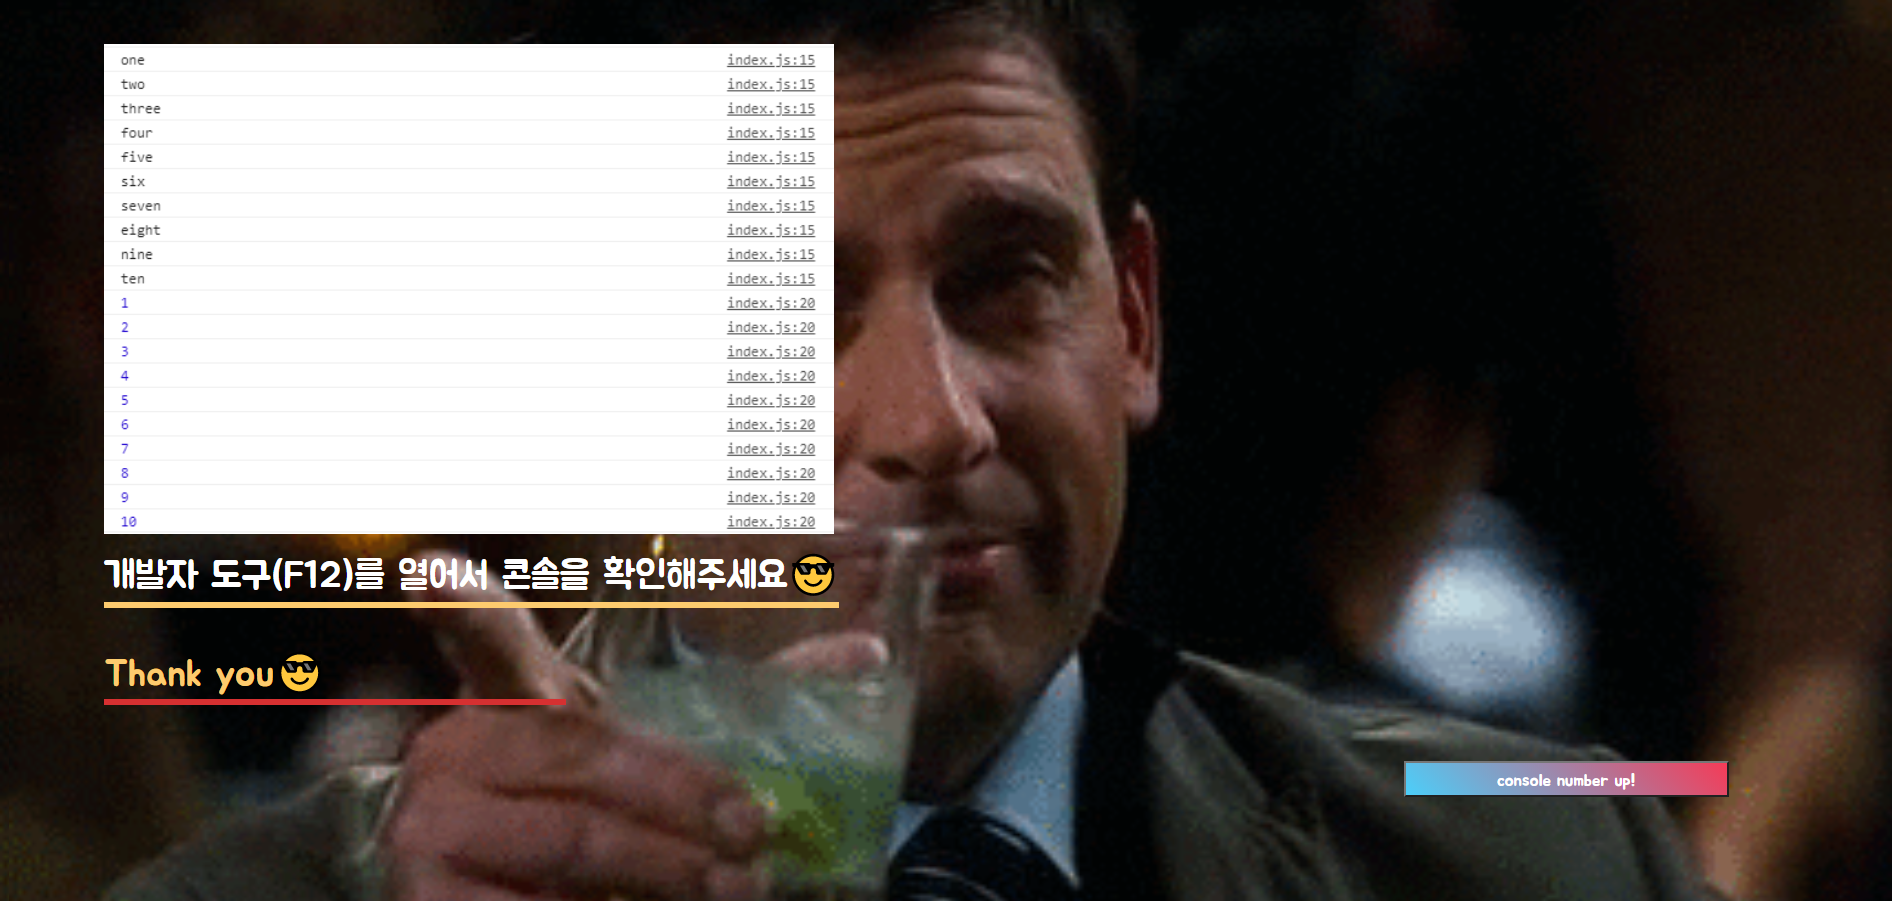 one index.js:15
two index.js:15
three index.js:15
four index.js:15
five index.js:15
six index.js:15
seven index.js:15
eight index.js:15
nine index.js:15
ten index.js:15
1 index.js:20
2 index.js:20
3 index.js:20
4 index.js:20
5 index.js:20
6 index.js:20
7 index.js:20
8 index.js:20
9 index.js:20
10 index.js:20
개발자 도구(F12)를 열어서 콘솔을 확인해주세요😎
Thank you😎
console number up!